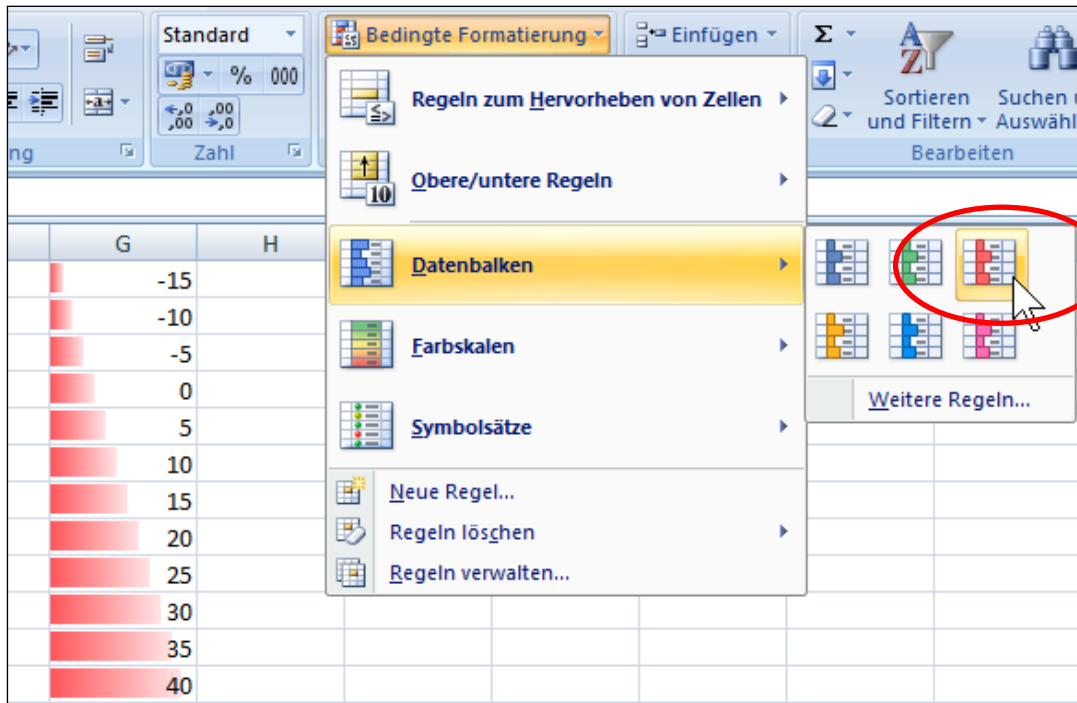 Standard
Bedingte Formatierung
Einfügen
Σ
A
Z
% 000
,0 ,00
,00 ,0
a
Sortieren
und Filtern
Suchen u
Auswähl
ng
Zahl
Bearbeiten
Regeln zum Hervorheben von Zellen
Obere/untere Regeln
10
Datenbalken
Farbskalen
Symbolsätze
Neue Regel...
Regeln löschen
Regeln verwalten...
Weitere Regeln...
G H
-15
-10
-5
0
5
10
15
20
25
30
35
40